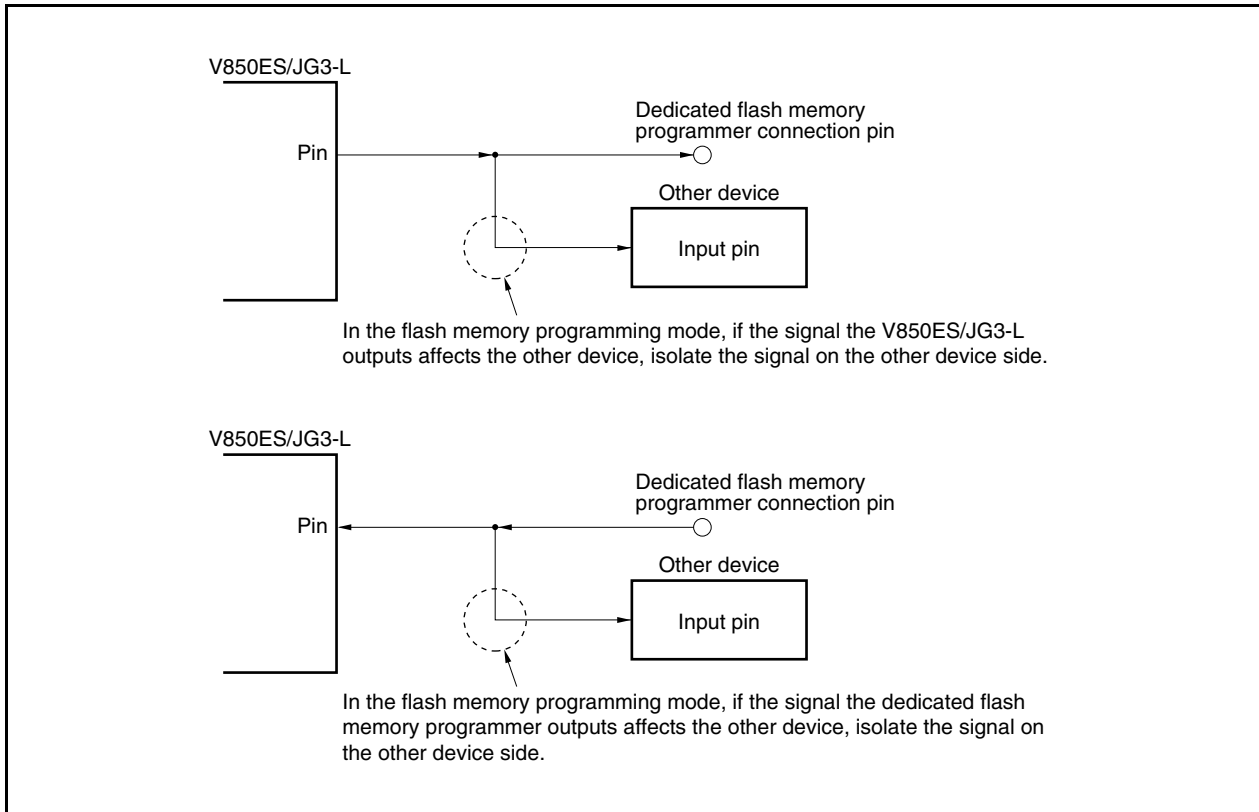 V850ES/JG3-L
Dedicated flash memory
programmer connection pin
Pin
Other device
Input pin
In the flash memory programming mode, if the signal the V850ES/JG3-L
outputs affects the other device, isolate the signal on the other device side.
V850ES/JG3-L
Dedicated flash memory
programmer connection pin
Pin
Other device
Input pin
In the flash memory programming mode, if the signal the dedicated flash
memory programmer outputs affects the other device, isolate the signal on
the other device side.